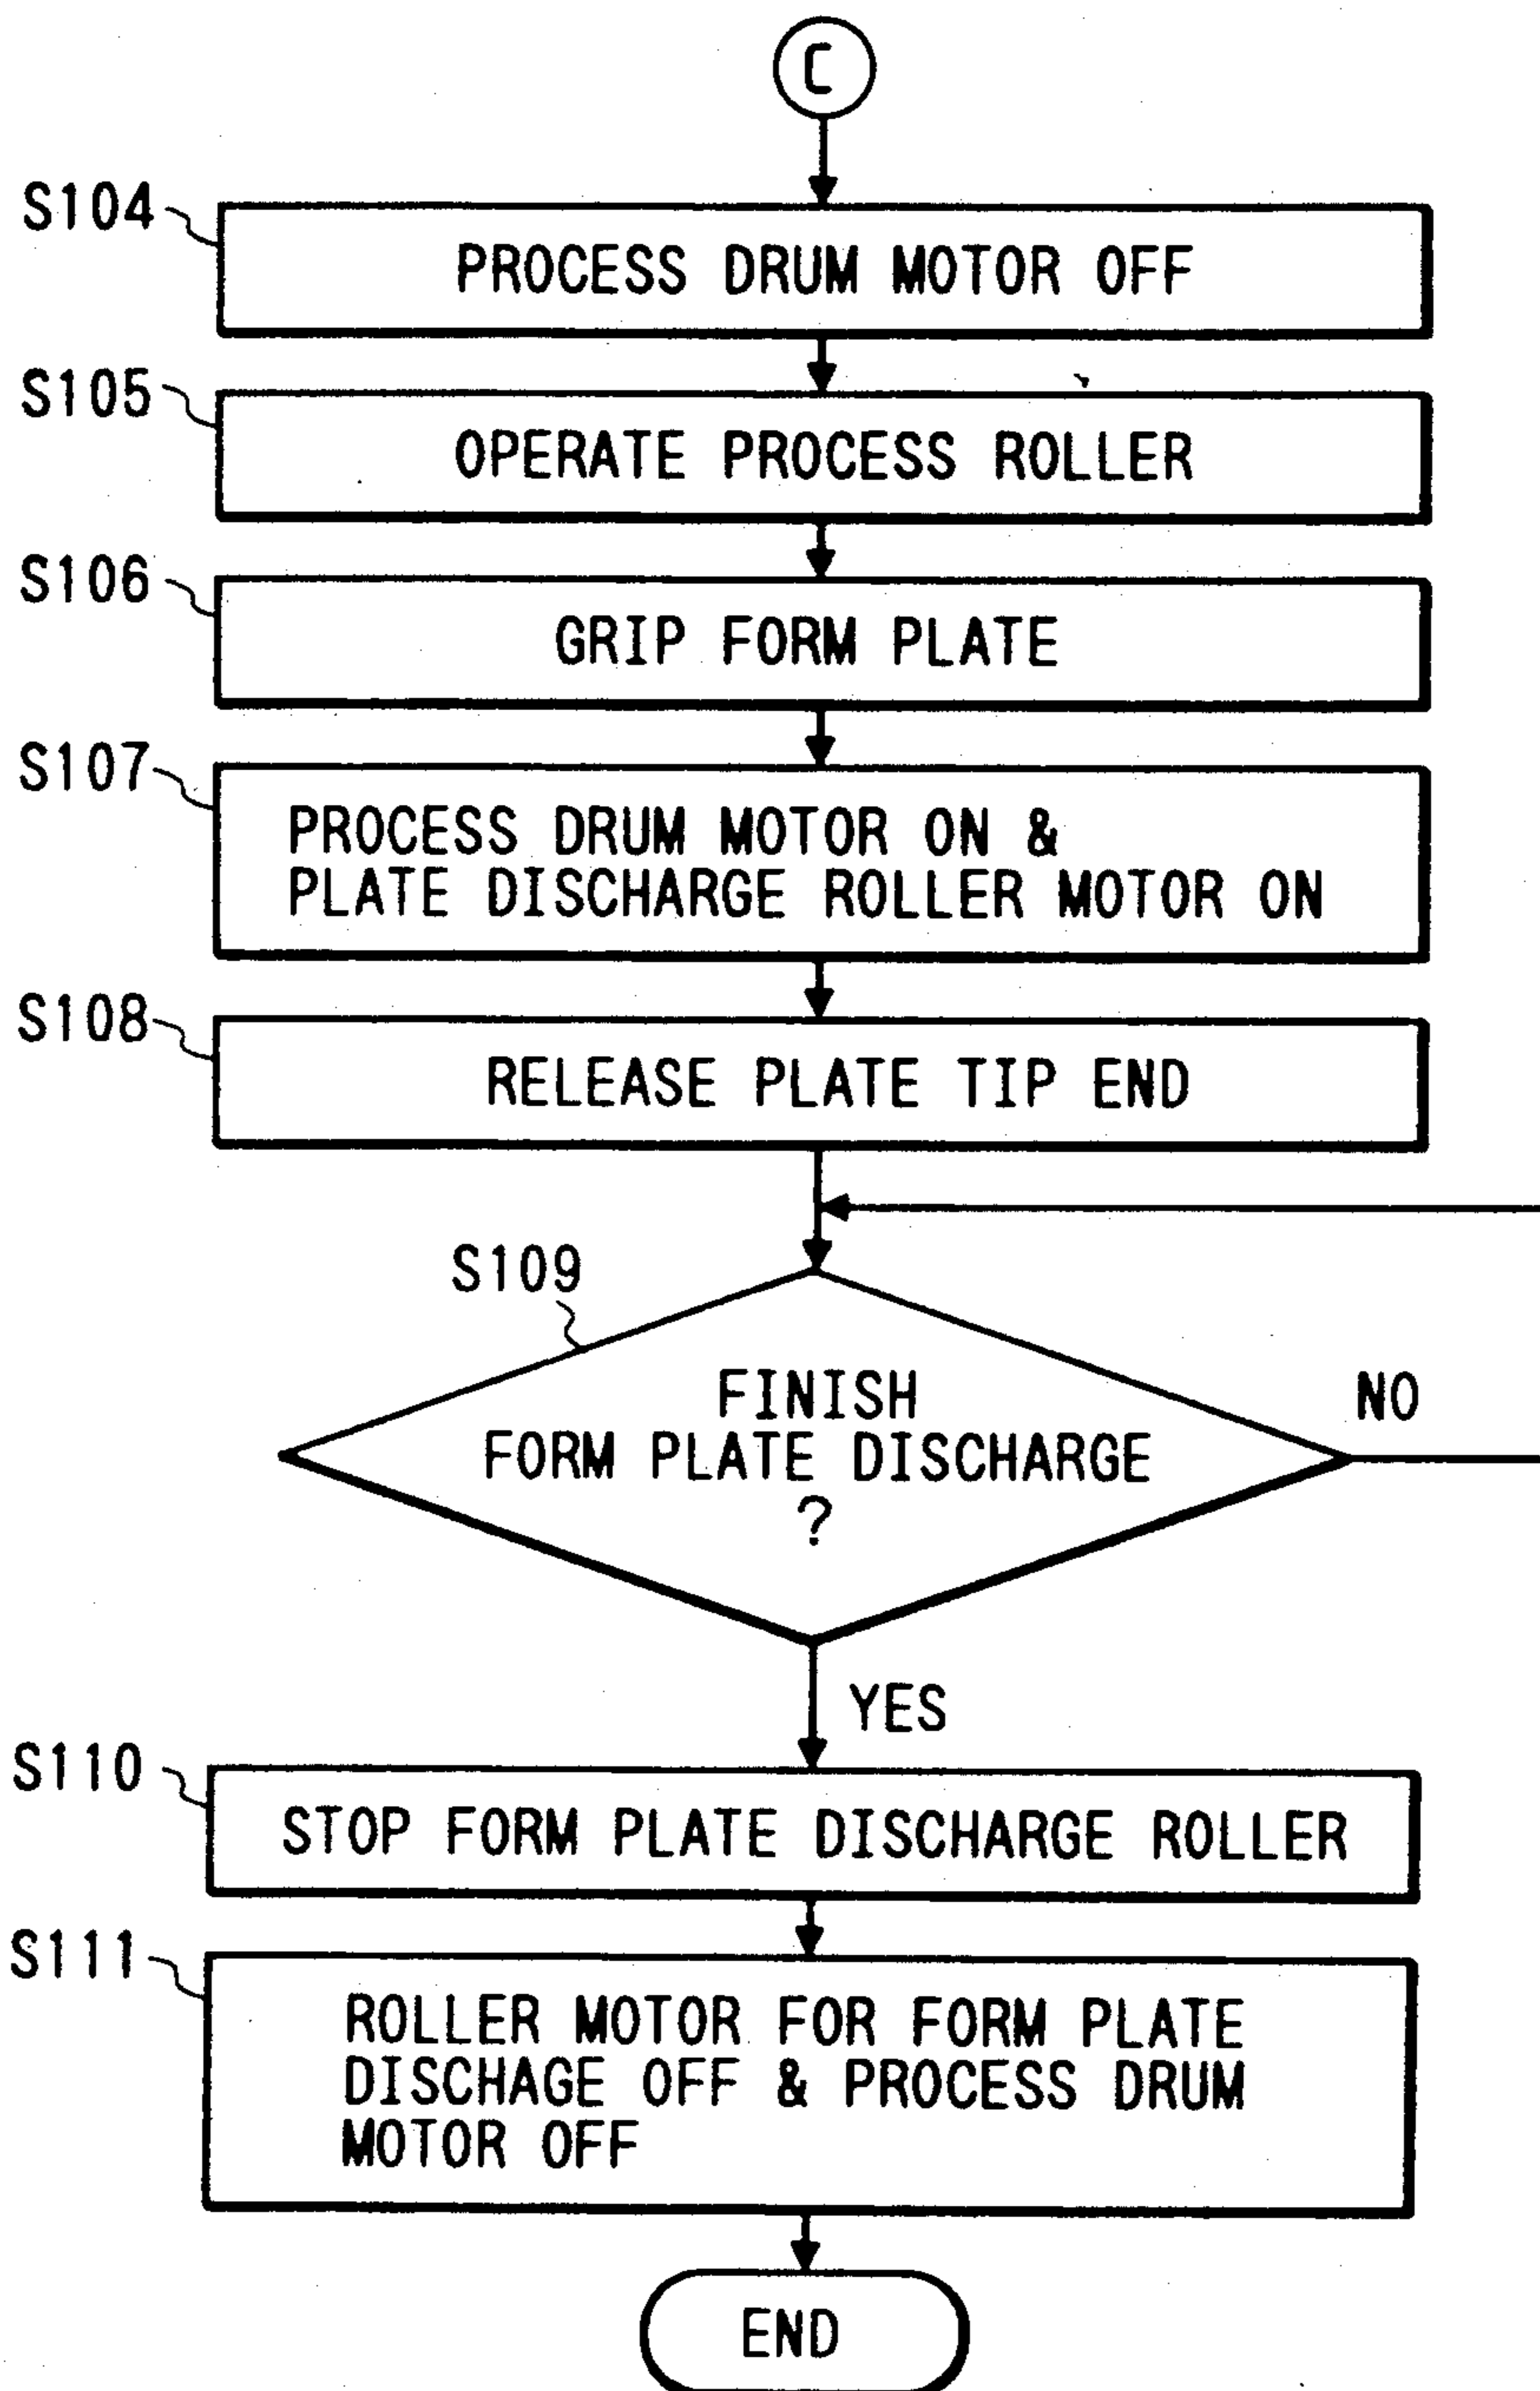 C
S104
PROCESS DRUM MOTOR OFF
S105
OPERATE PROCESS ROLLER
S106
GRIP FORM PLATE
S107
PROCESS DRUM MOTOR ON &
PLATE DISCHARGE ROLLER MOTOR ON
S108
RELEASE PLATE TIP END
S109
FINISH
FORM PLATE DISCHARGE
?
NO
YES
S110
STOP FORM PLATE DISCHARGE ROLLER
S111
ROLLER MOTOR FOR FORM PLATE
DISCHAGE OFF & PROCESS DRUM
MOTOR OFF
END